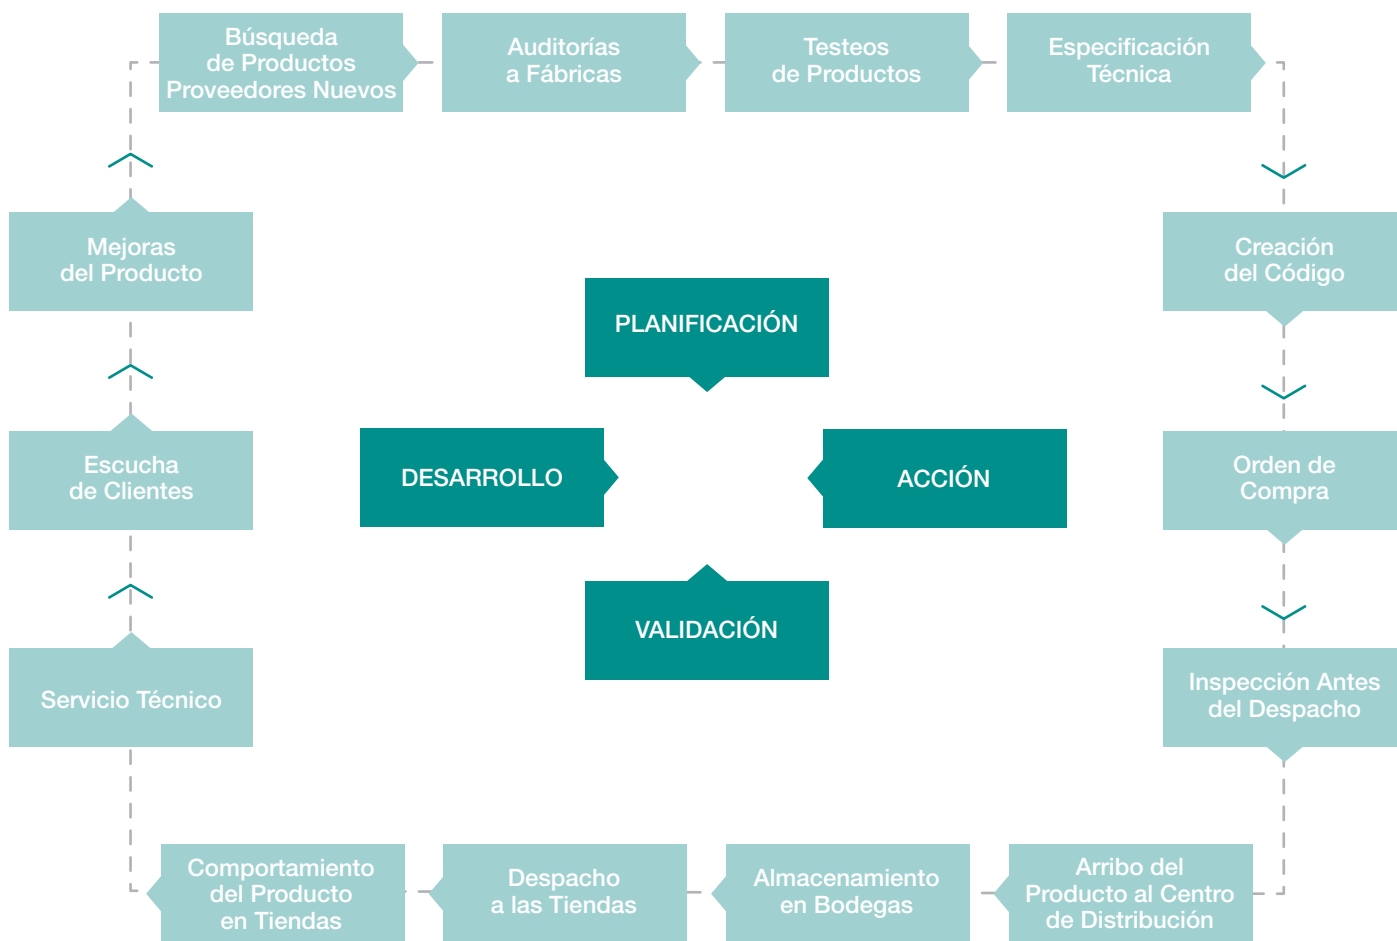 Búsqueda
de Productos
Proveedores Nuevos
Auditorías
a Fábricas
Testeos
de Productos
Especificación
Técnica
Mejoras
del Producto
Creación
del Código
PLANIFICACIÓN
Escucha
de Clientes
DESARROLLO
ACCIÓN
Orden de
Compra
VALIDACIÓN
Servicio Técnico
Inspección Antes
del Despacho
Comportamiento
del Producto
en Tiendas
Despacho
a las Tiendas
Almacenamiento
en Bodegas
Arribo del
Producto al Centro
de Distribución